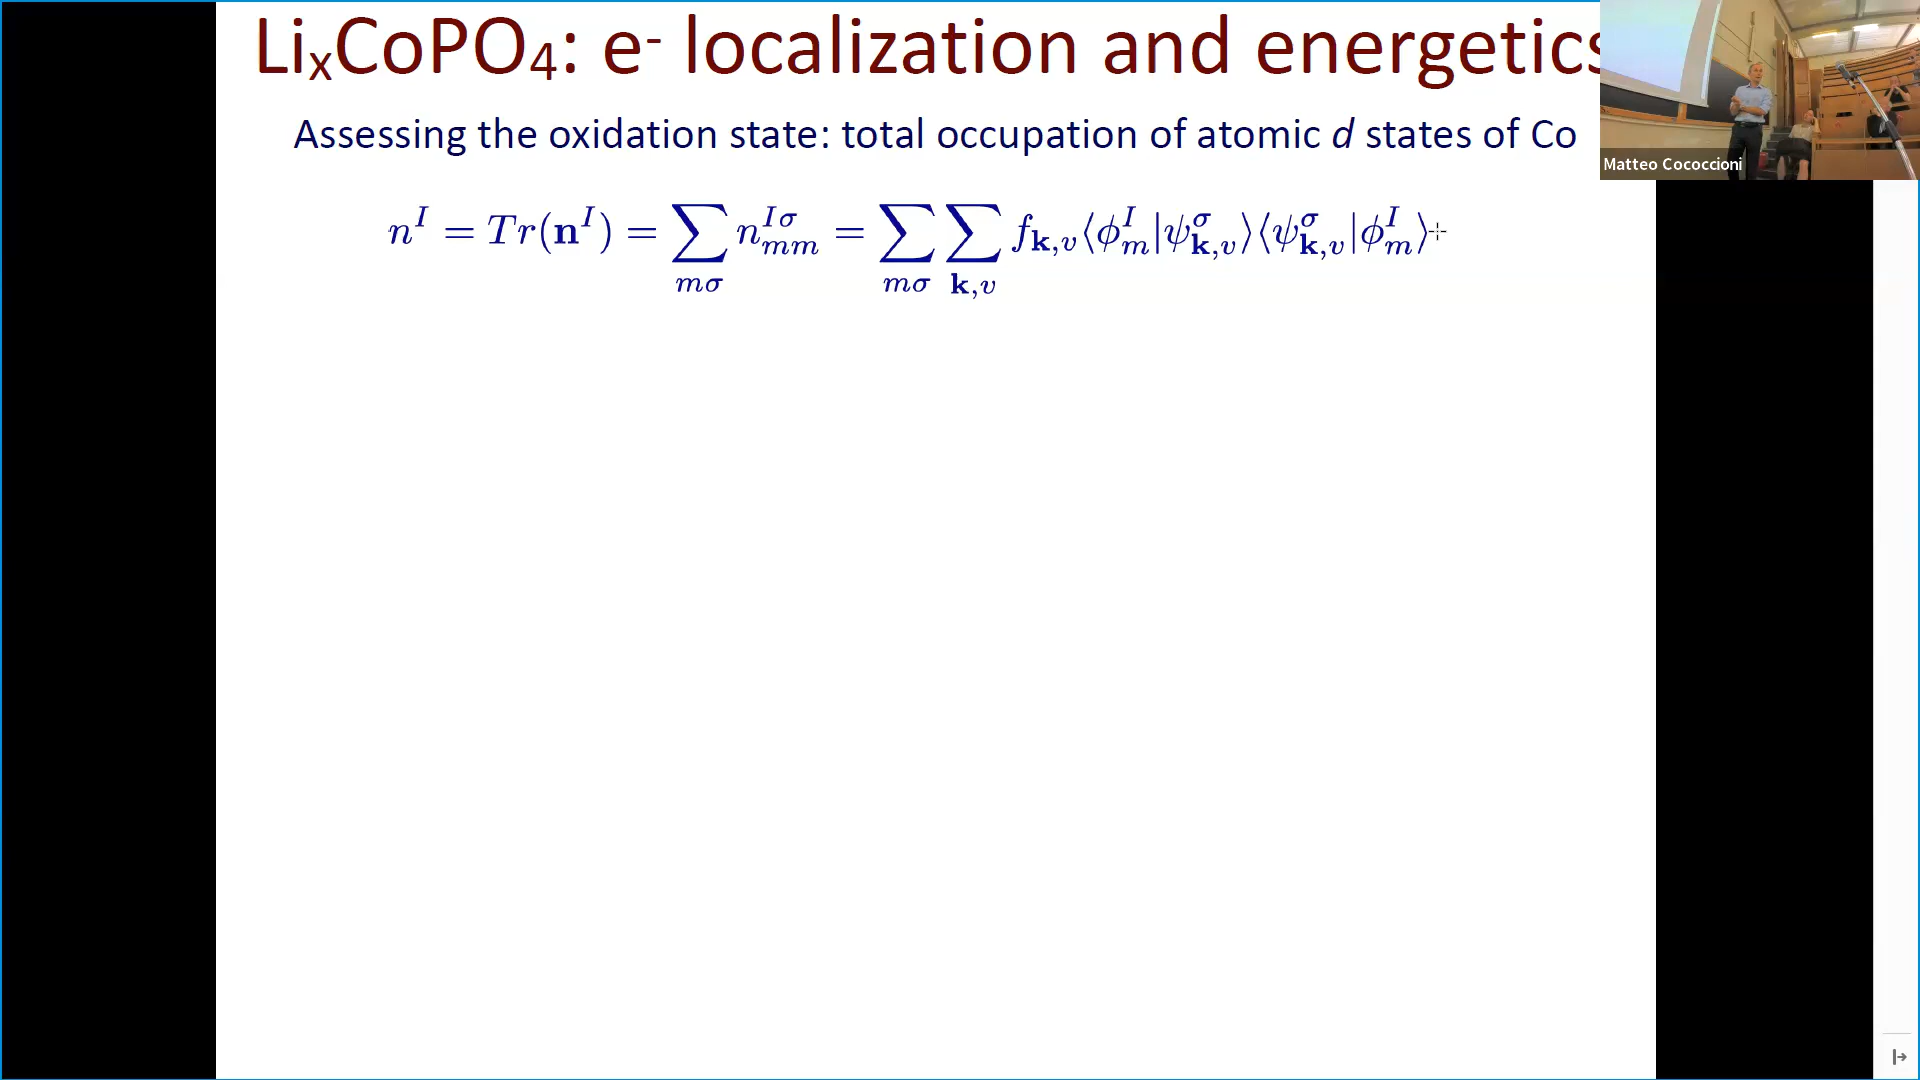 LiₓCoPO₄: e⁻ localization and energetics
Matteo Cococcioni
Assessing the oxidation state: total occupation of atomic d states of Co
n^I = Tr(𝐧^I) = ∑_{mσ} n^{Iσ}_{mm} = ∑_{mσ} ∑_{𝐤,v} f_{𝐤,v}⟨ϕ^I_m|ψ^σ_{𝐤,v}⟩⟨ψ^σ_{𝐤,v}|ϕ^I_m⟩